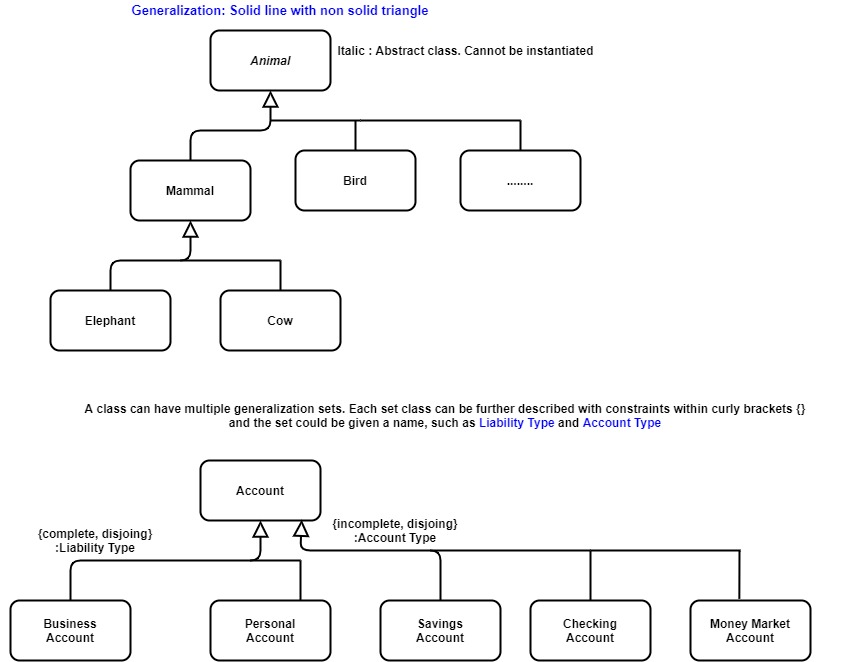 Generalization: Solid line with non solid triangle
Animal
Italic : Abstract class. Cannot be instantiated
Mammal
Bird
........
Elephant
Cow
A class can have multiple generalization sets. Each set class can be further described with constraints within curly brackets {}
and the set could be given a name, such as Liability Type and Account Type
Account
{complete, disjoing}
:Liability Type
{incomplete, disjoing}
:Account Type
Business
Account
Personal
Account
Savings
Account
Checking
Account
Money Market
Account